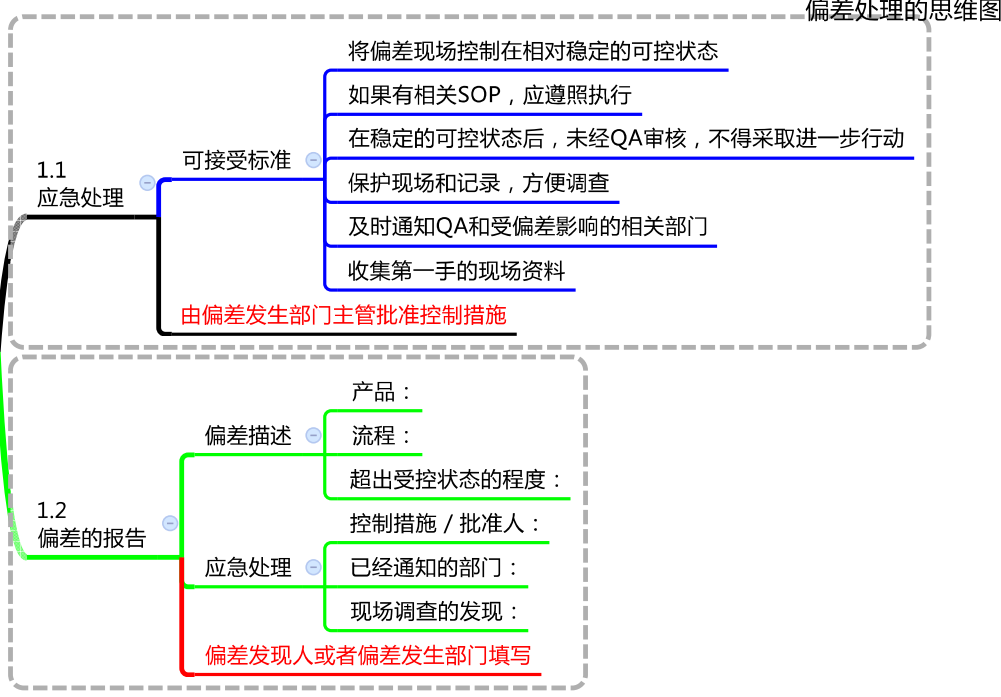 偏差处理的思维图
将偏差现场控制在相对稳定的可控状态
如果有相关SOP，应遵照执行
在稳定的可控状态后，未经QA审核，不得采取进一步行动
1.1
应急处理
可接受标准
保护现场和记录，方便调查
及时通知QA和受偏差影响的相关部门
收集第一手的现场资料
由偏差发生部门主管批准控制措施
产品：
偏差描述
流程：
超出受控状态的程度：
1.2
偏差的报告
控制措施 / 批准人：
应急处理
已经通知的部门：
现场调查的发现：
偏差发现人或者偏差发生部门填写